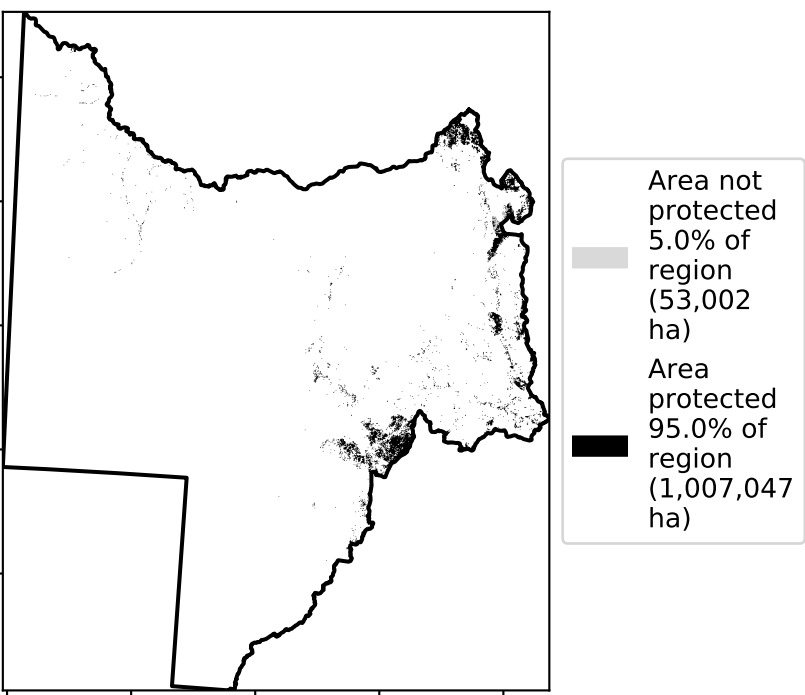 Area not
protected
5.0% of
region
(53,002
ha)
Area
protected
95.0% of
region
(1,007,047
ha)